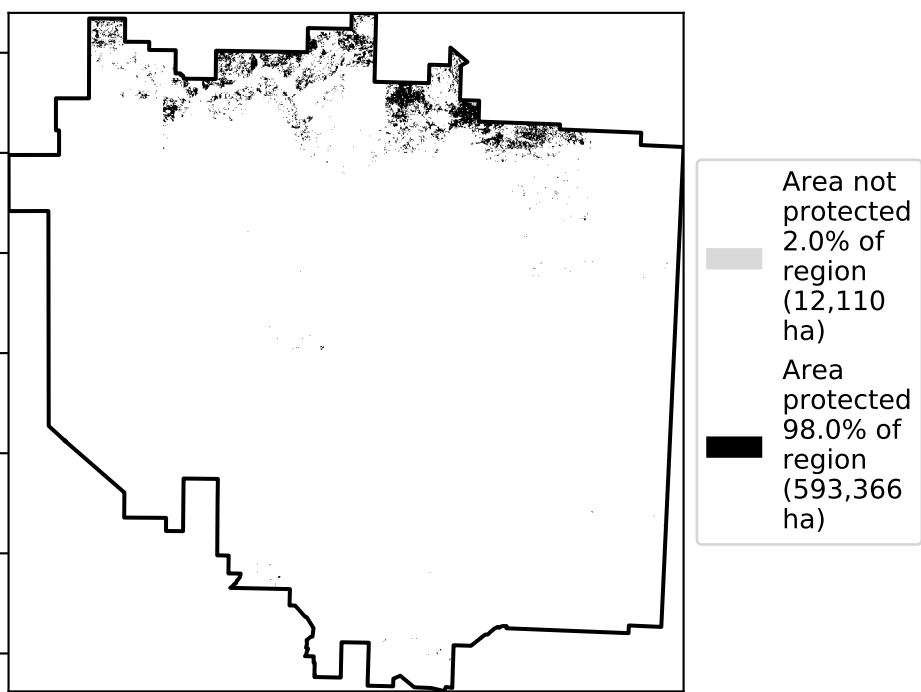 Area not
protected
2.0% of
region
(12,110
ha)
Area
protected
98.0% of
region
(593,366
ha)